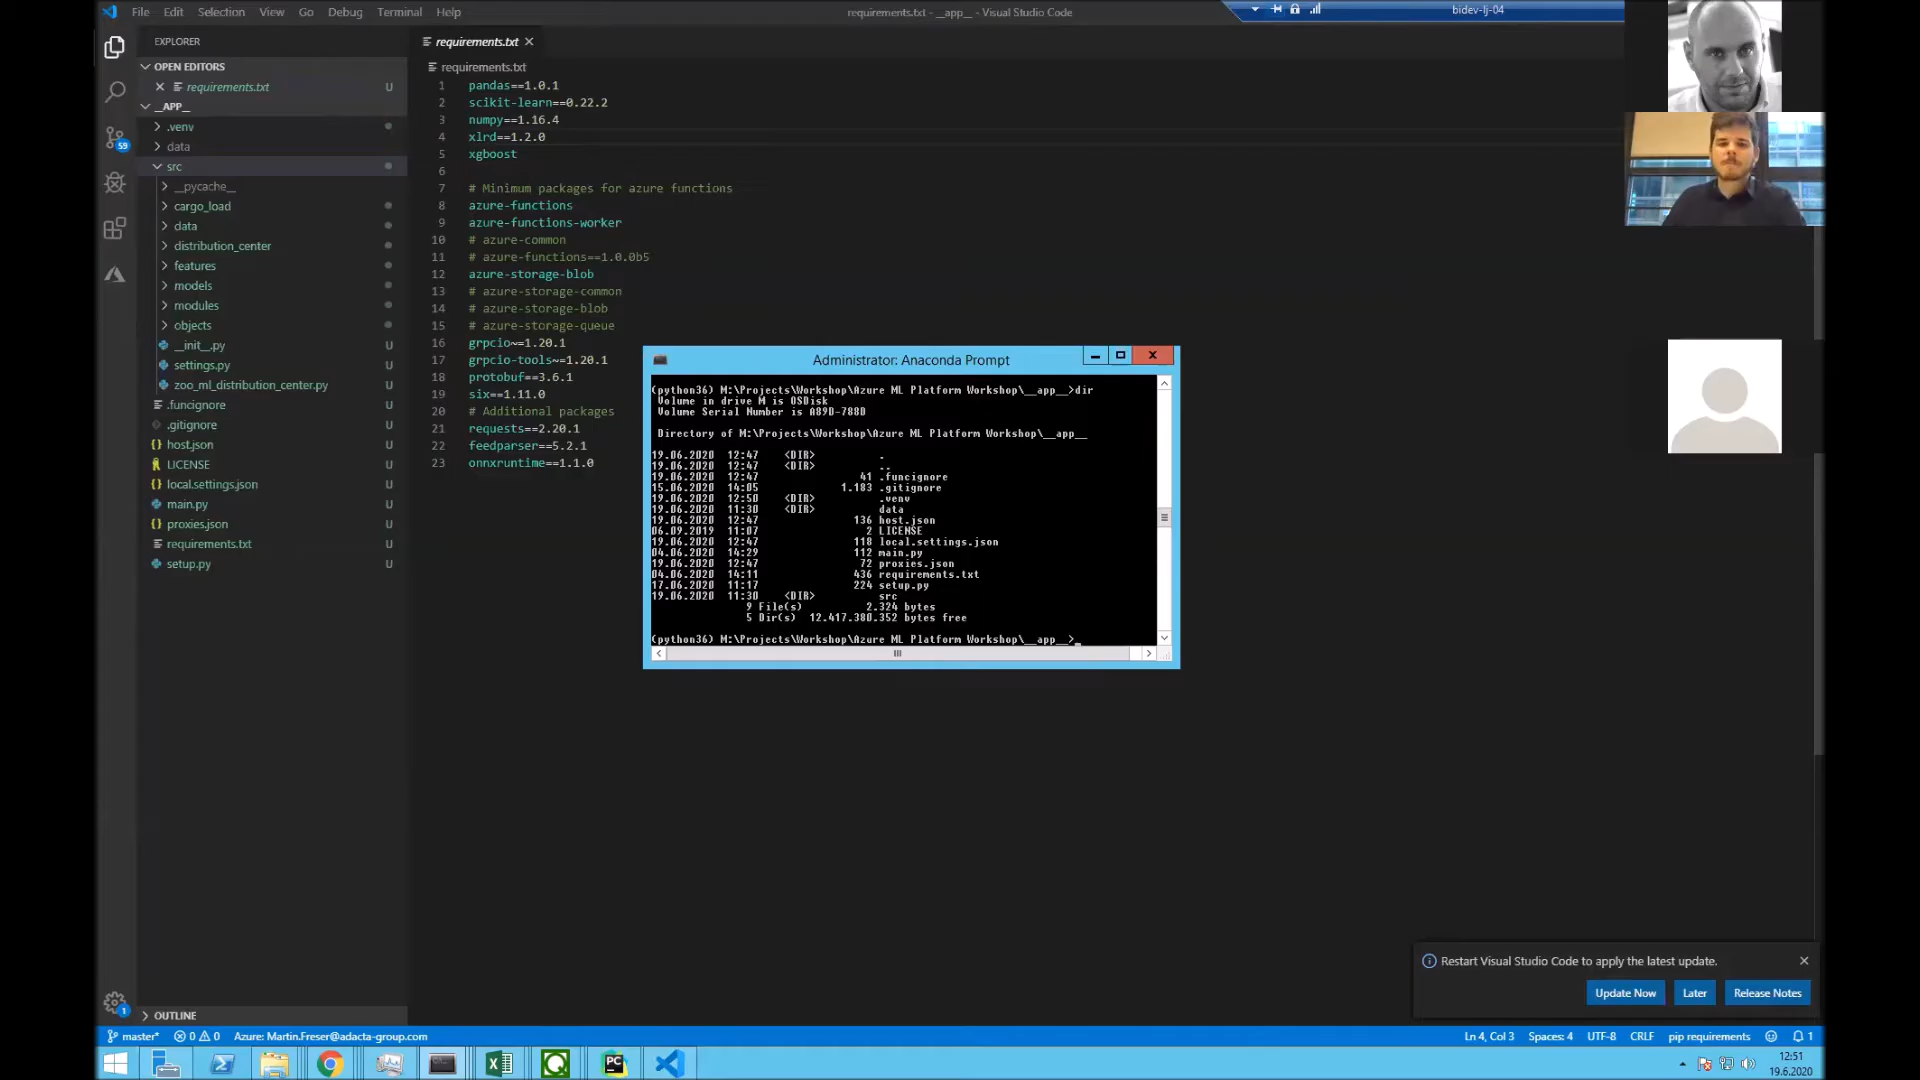 File Edit Selection View Go Debug Terminal Help
requirements.txt - __app__ - Visual Studio Code
bidev-lj-04
EXPLORER
OPEN EDITORS
requirements.txt U
__APP__
.venv
data
src
__pycache__
cargo_load
data
distribution_center
features
models
modules
objects
__init__.py U
settings.py U
zoo_ml_distribution_center.py U
.funcignore U
.gitignore U
host.json U
LICENSE U
local.settings.json U
main.py U
proxies.json U
requirements.txt U
setup.py U
OUTLINE
59
1
requirements.txt
requirements.txt
1 pandas==1.0.1
2 scikit-learn==0.22.2
3 numpy==1.16.4
4 xlrd==1.2.0
5 xgboost
6
7 # Minimum packages for azure functions
8 azure-functions
9 azure-functions-worker
10 # azure-common
11 # azure-functions==1.0.0b5
12 azure-storage-blob
13 # azure-storage-common
14 # azure-storage-blob
15 # azure-storage-queue
16 grpcio~=1.20.1
17 grpcio-tools~=1.20.1
18 protobuf==3.6.1
19 six==1.11.0
20 # Additional packages
21 requests==2.20.1
22 feedparser==5.2.1
23 onnxruntime==1.1.0
Administrator: Anaconda Prompt
(python36) M:\Projects\Workshop\Azure ML Platform Workshop\__app__>dir
Volume in drive M is OSDisk
Volume Serial Number is A89D-788D
Directory of M:\Projects\Workshop\Azure ML Platform Workshop\__app__
19.06.2020 12:47 <DIR> .
19.06.2020 12:47 <DIR> ..
19.06.2020 12:47 41 .funcignore
15.06.2020 14:05 1.183 .gitignore
19.06.2020 12:50 <DIR> .venv
19.06.2020 11:30 <DIR> data
19.06.2020 12:47 136 host.json
06.09.2019 11:07 2 LICENSE
19.06.2020 12:47 118 local.settings.json
04.06.2020 14:29 112 main.py
19.06.2020 12:47 72 proxies.json
04.06.2020 14:11 436 requirements.txt
17.06.2020 11:17 224 setup.py
19.06.2020 11:30 <DIR> src
9 File(s) 2.324 bytes
5 Dir(s) 12.417.380.352 bytes free
(python36) M:\Projects\Workshop\Azure ML Platform Workshop\__app__>_
Restart Visual Studio Code to apply the latest update.
Update Now Later Release Notes
master* 0 0 Azure: Martin.Freser@adacta-group.com
Ln 4, Col 3 Spaces: 4 UTF-8 CRLF pip requirements 1
PC
12:51
19.6.2020